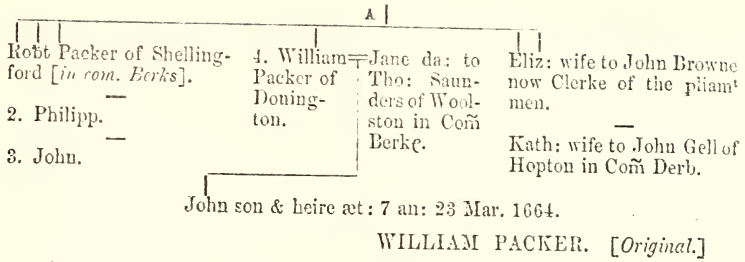 A
Robt Packer of Shelling-
ford [in com. Berks].
2. Philipp.
3. John.
4. William
Packer of
Doning-
ton.
Jane da: to
Tho: Saun-
ders of Wool-
ston in Com̃
Berke.
Eliz: wife to John Browne
now Clerke of the pliamᵗ
men.
Kath: wife to John Gell of
Hopton in Com̃ Derb.
John son & heire æt: 7 an: 23 Mar. 1664.
WILLIAM PACKER. [Original.]